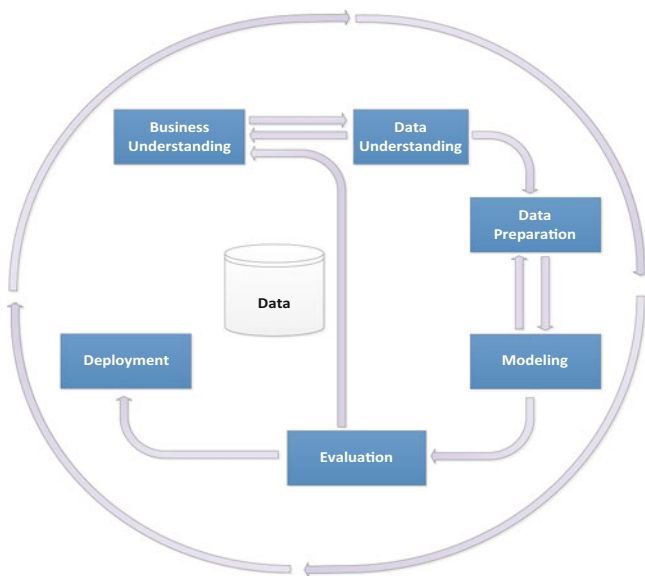 Business
Understanding
Data
Understanding
Data
Preparation
Data
Deployment
Modeling
Evaluation